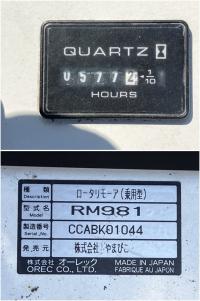 QUARTZ
0577 2 1/10
HOURS
種類 Description ロータリモーア(乗用型)
型式名 Model RM981
製造番号 Serial,No. CCABK01044
発売元 株式会社 やまびこ
株式会社 オーレック MADE IN JAPAN
OREC CO., LTD. FABRIQUE AU JAPON